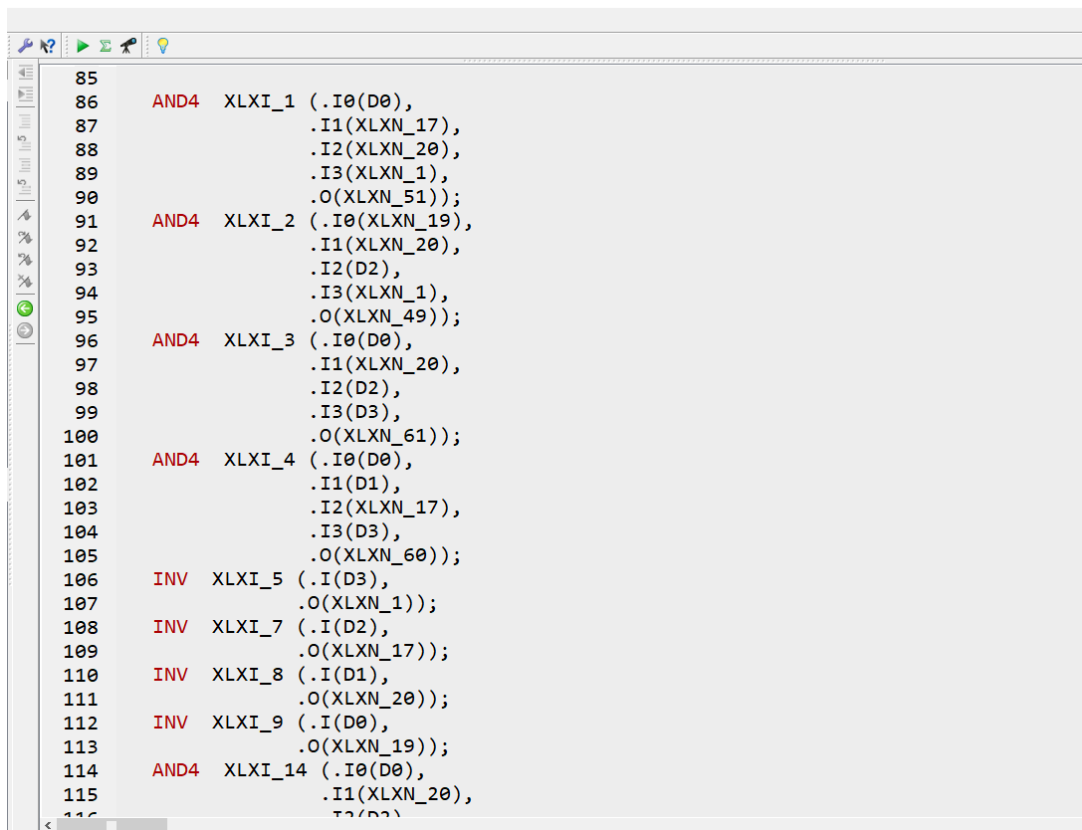 85
86 AND4 XLXI_1 (.I0(D0),
87 .I1(XLXN_17),
88 .I2(XLXN_20),
89 .I3(XLXN_1),
90 .O(XLXN_51));
91 AND4 XLXI_2 (.I0(XLXN_19),
92 .I1(XLXN_20),
93 .I2(D2),
94 .I3(XLXN_1),
95 .O(XLXN_49));
96 AND4 XLXI_3 (.I0(D0),
97 .I1(XLXN_20),
98 .I2(D2),
99 .I3(D3),
100 .O(XLXN_61));
101 AND4 XLXI_4 (.I0(D0),
102 .I1(D1),
103 .I2(XLXN_17),
104 .I3(D3),
105 .O(XLXN_60));
106 INV XLXI_5 (.I(D3),
107 .O(XLXN_1));
108 INV XLXI_7 (.I(D2),
109 .O(XLXN_17));
110 INV XLXI_8 (.I(D1),
111 .O(XLXN_20));
112 INV XLXI_9 (.I(D0),
113 .O(XLXN_19));
114 AND4 XLXI_14 (.I0(D0),
115 .I1(XLXN_20),